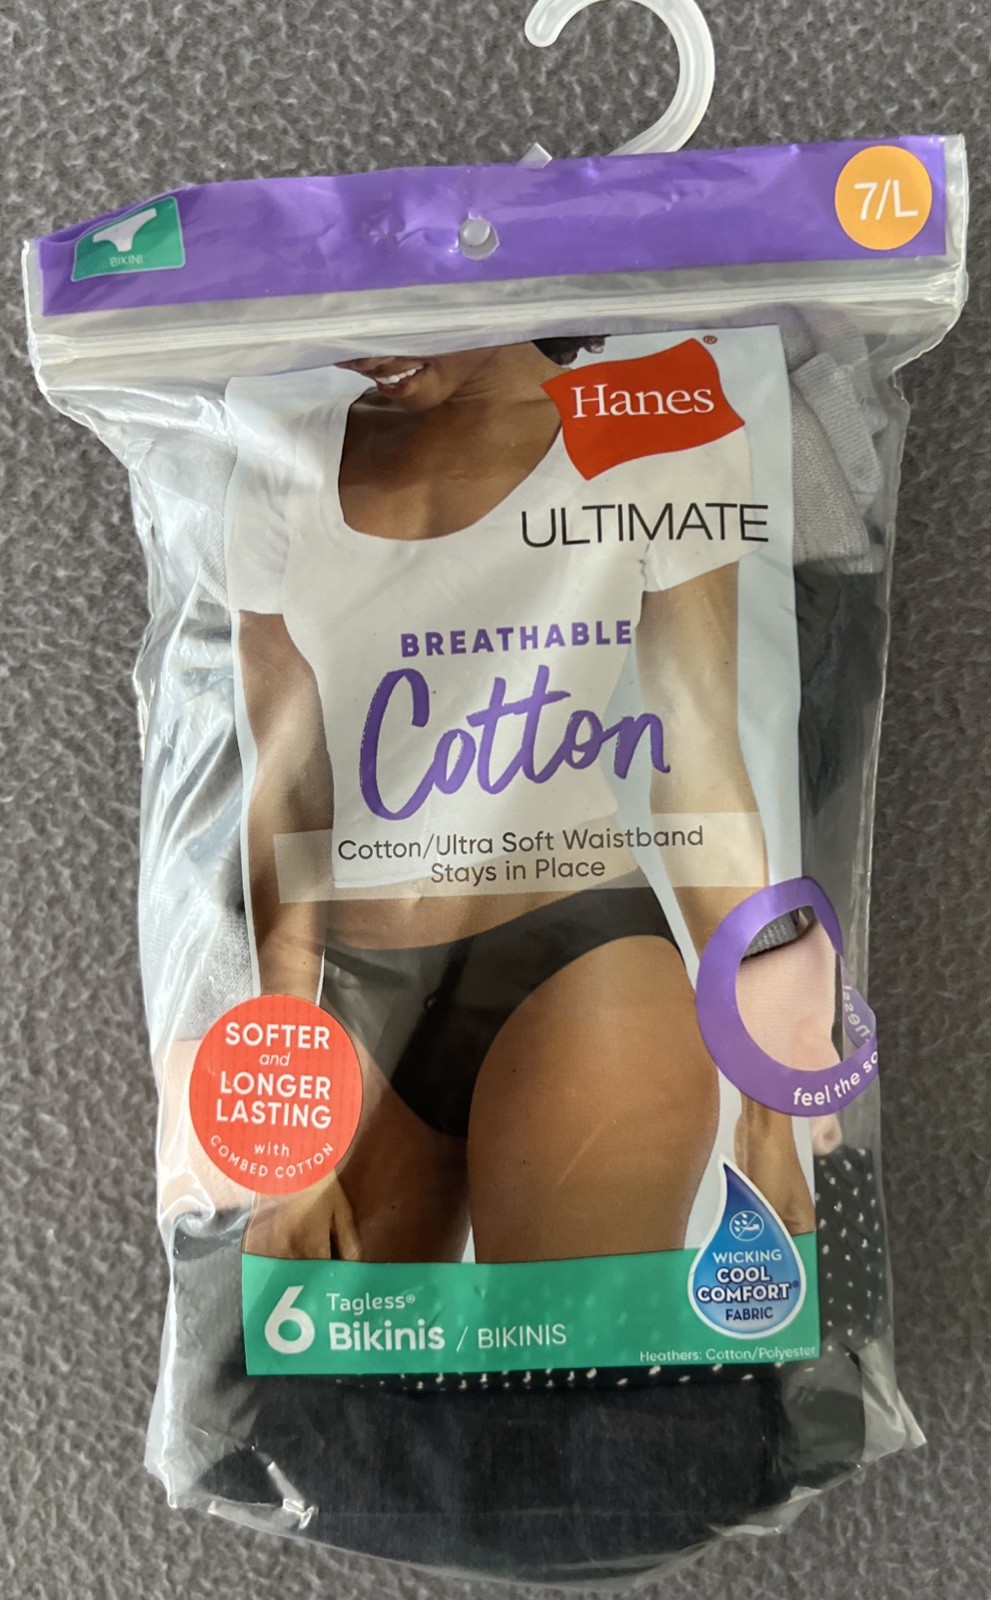 7/L
BIKINI
Hanes®
ULTIMATE
BREATHABLE
Cotton
Cotton/Ultra Soft Waistband
Stays in Place
feel the
SOFTER
and
LONGER
LASTING
with
COMBED COTTON
WICKING
COOL
COMFORT®
FABRIC
6
Tagless®
Bikinis / BIKINIS
Heathers: Cotton/Polyester